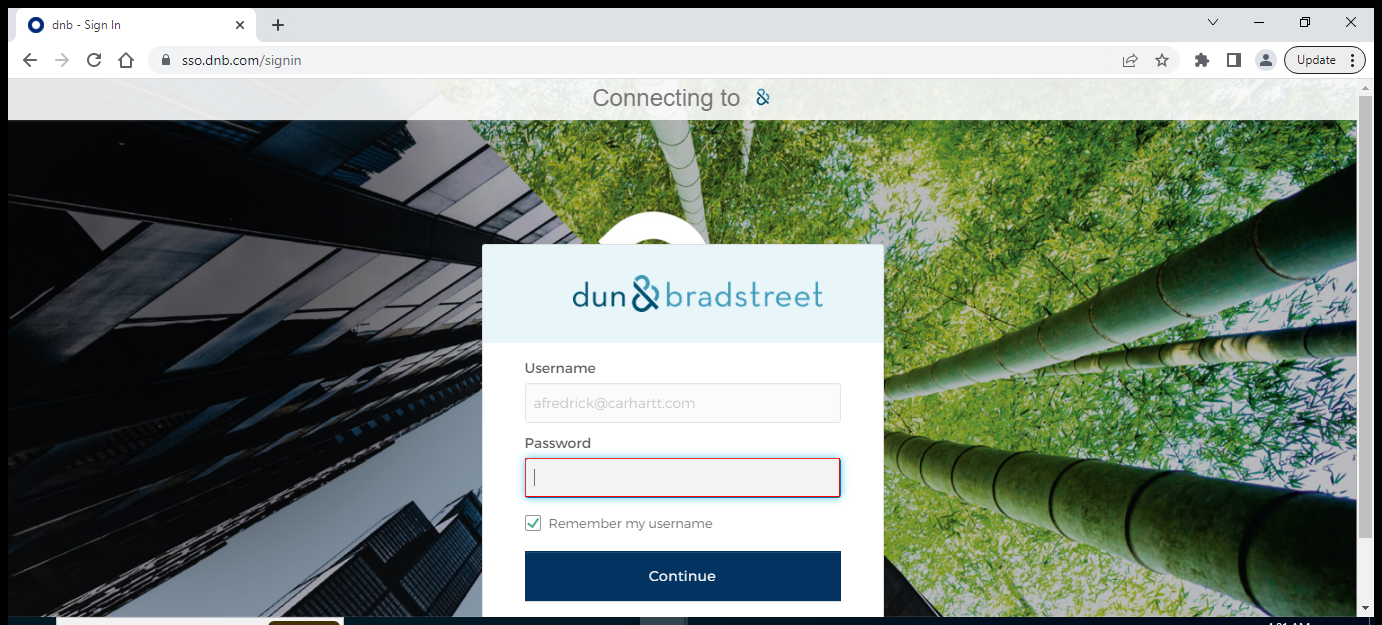 dnb - Sign In
sso.dnb.com/signin
Update
Connecting to &
dun & bradstreet
Username
afredrick@carhartt.com
Password
Remember my username
Continue